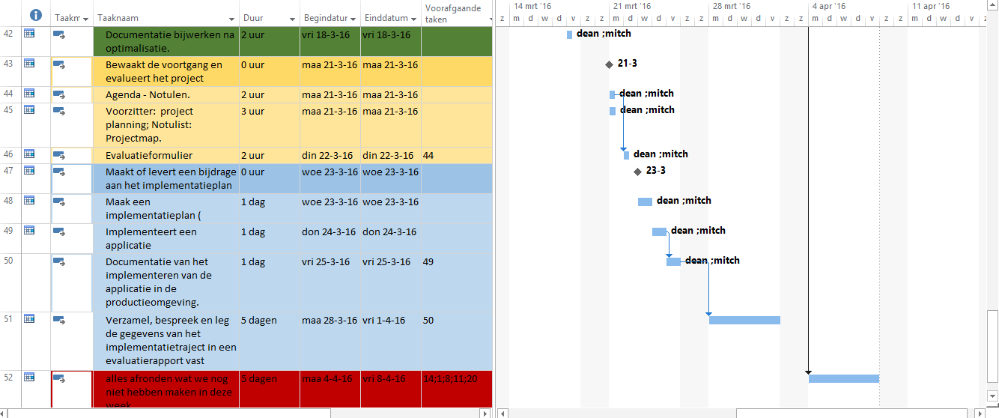 Taakm Taaknaam Duur Begindatur Einddatum Voorafgaande
taken
14 mrt '16 21 mrt '16 28 mrt '16 4 apr '16 11 apr '16
z m d w d v z z m d w d v z z m d w d v z z m d w d v z z m d w d v z
42 Documentatie bijwerken na 2 uur vri 18-3-16 vri 18-3-16 dean ;mitch
optimalisatie.
43 Bewaakt de voortgang en 0 uur maa 21-3-16 maa 21-3-16 21-3
evalueert het project
44 Agenda - Notulen. 2 uur maa 21-3-16 maa 21-3-16 dean ;mitch
45 Voorzitter: project 3 uur maa 21-3-16 maa 21-3-16 dean ;mitch
planning; Notulist:
Projectmap.
46 Evaluatieformulier 2 uur din 22-3-16 din 22-3-16 44 dean ;mitch
47 Maakt of levert een bijdrage 0 uur woe 23-3-16 woe 23-3-16 23-3
aan het implementatieplan
48 Maak een 1 dag woe 23-3-16 woe 23-3-16 dean ;mitch
implementatieplan (
49 Implementeert een 1 dag don 24-3-16 don 24-3-16 dean ;mitch
applicatie
50 Documentatie van het 1 dag vri 25-3-16 vri 25-3-16 49 dean ;mitch
implementeren van de
applicatie in de
productieomgeving.
51 Verzamel, bespreek en leg 5 dagen maa 28-3-16 vri 1-4-16 50
de gegevens van het
implementatietraject in een
evaluatierapport vast
52 alles afronden wat we nog 5 dagen maa 4-4-16 vri 8-4-16 14;1;8;11;20
niet hebben maken in deze
week